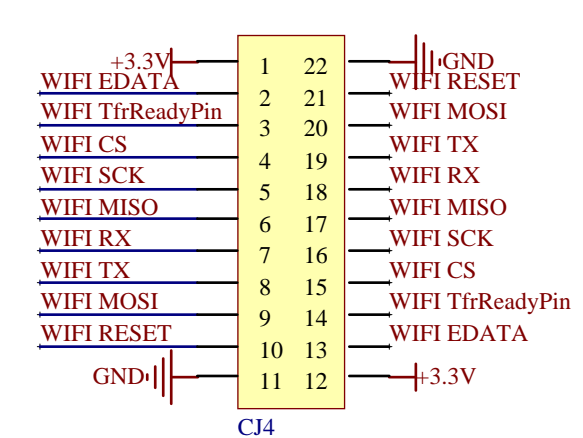 +3.3V 1 22 GND
WIFI EDATA 2 21 WIFI RESET
WIFI TfrReadyPin 3 20 WIFI MOSI
WIFI CS 4 19 WIFI TX
WIFI SCK 5 18 WIFI RX
WIFI MISO 6 17 WIFI MISO
WIFI RX 7 16 WIFI SCK
WIFI TX 8 15 WIFI CS
WIFI MOSI 9 14 WIFI TfrReadyPin
WIFI RESET 10 13 WIFI EDATA
GND 11 12 +3.3V
CJ4